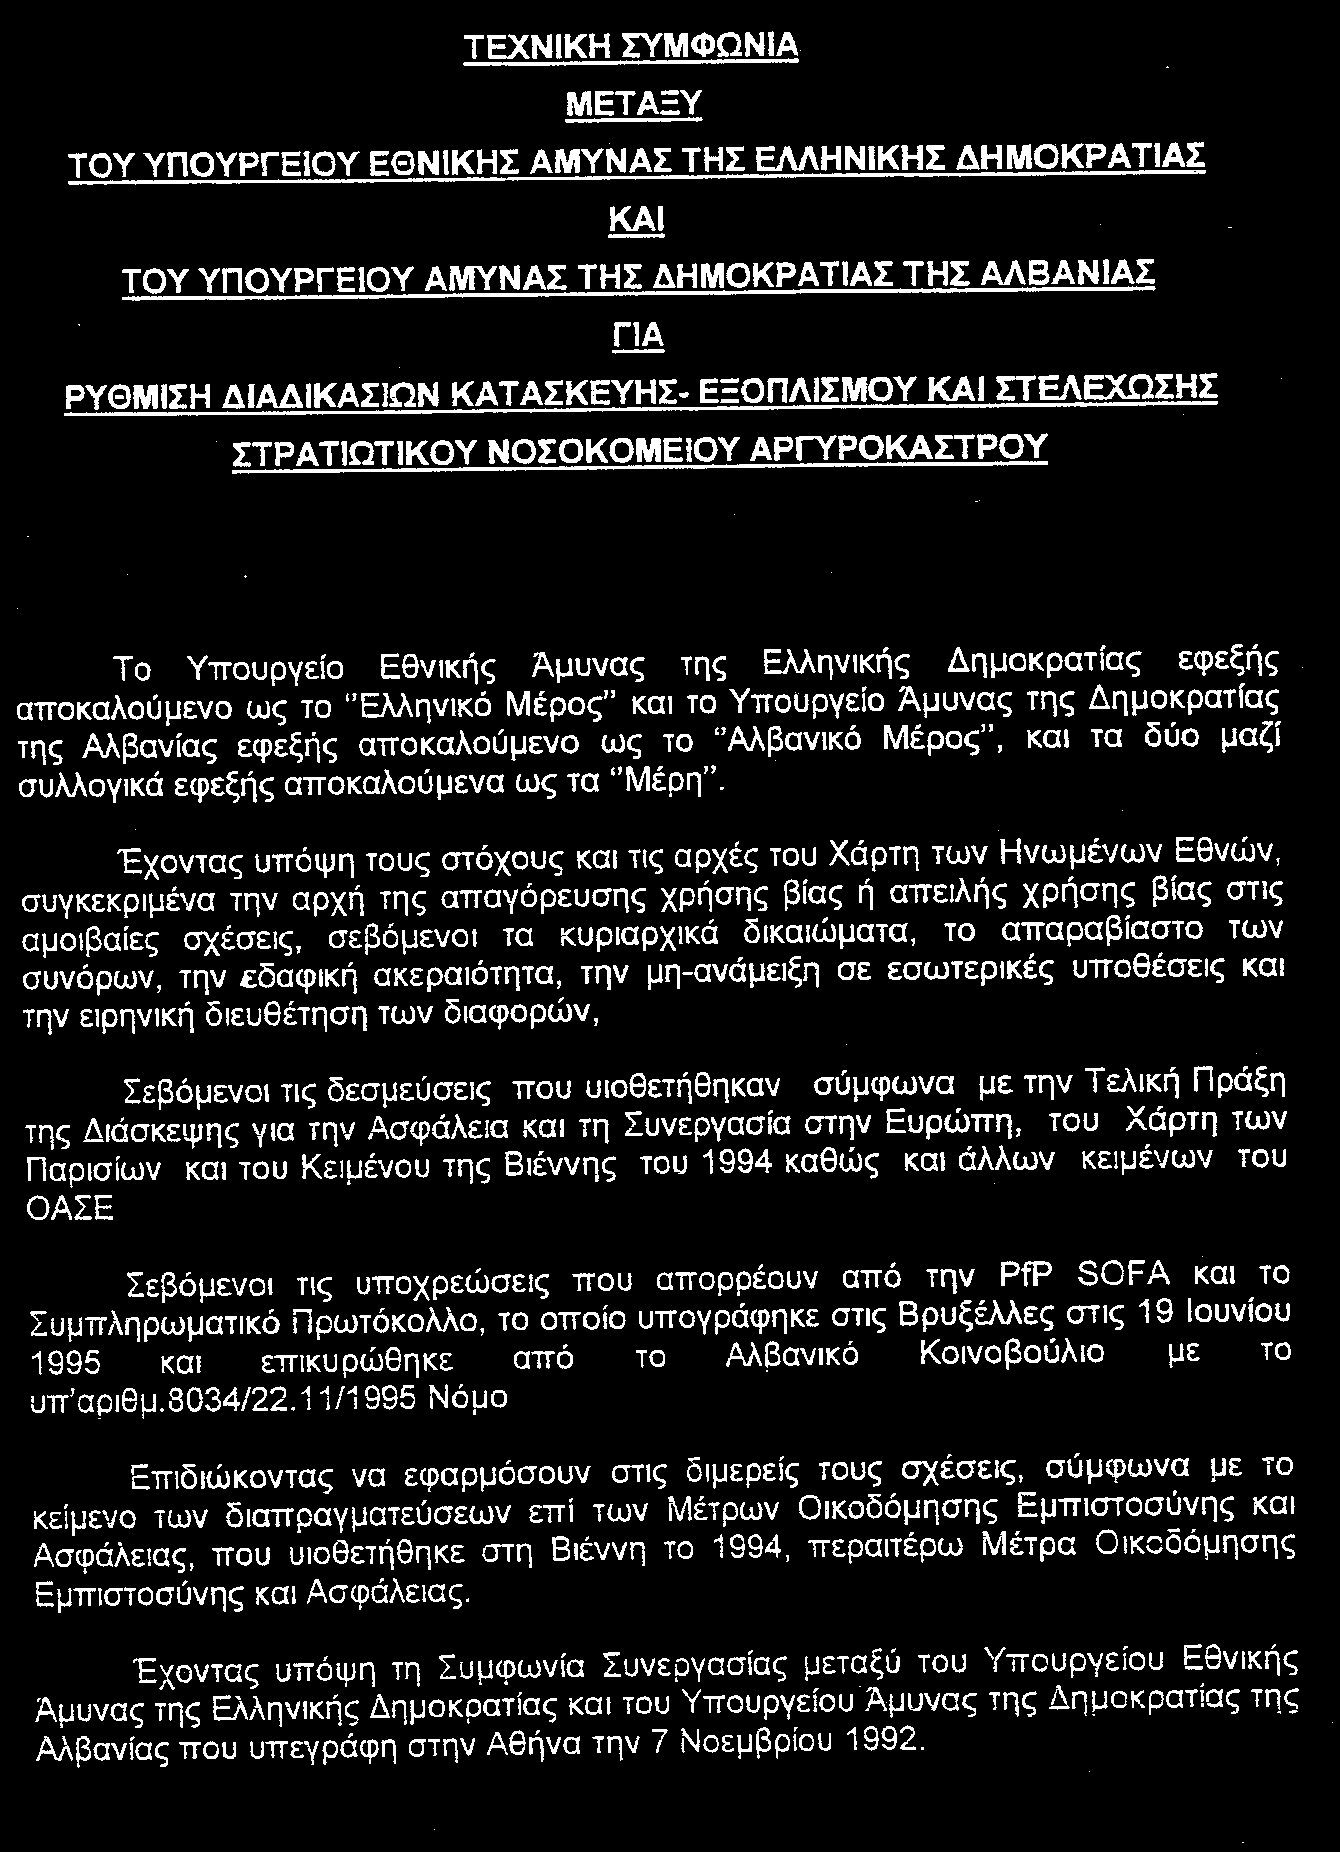 ΤΕΧΝΙΚΗ ΣΥΜΦΩΝΙΑ
ΜΕΤΑΞΥ
ΤΟΥ ΥΠΟΥΡΓΕΙΟΥ ΕΘΝΙΚΗΣ ΑΜΥΝΑΣ ΤΗΣ ΕΛΛΗΝΙΚΗΣ ΔΗΜΟΚΡΑΤΙΑΣ
ΚΑΙ
ΤΟΥ ΥΠΟΥΡΓΕΙΟΥ ΑΜΥΝΑΣ ΤΗΣ ΔΗΜΟΚΡΑΤΙΑΣ ΤΗΣ ΑΛΒΑΝΙΑΣ
ΓΙΑ
ΡΥΘΜΙΣΗ ΔΙΑΔΙΚΑΣΙΩΝ ΚΑΤΑΣΚΕΥΗΣ- ΕΞΟΠΛΙΣΜΟΥ ΚΑΙ ΣΤΕΛΕΧΩΣΗΣ
ΣΤΡΑΤΙΩΤΙΚΟΥ ΝΟΣΟΚΟΜΕΙΟΥ ΑΡΓΥΡΟΚΑΣΤΡΟΥ
Το Υπουργείο Εθνικής Άμυνας της Ελληνικής Δημοκρατίας εφεξής
αποκαλούμενο ως το ‘’Ελληνικό Μέρος’’ και το Υπουργείο Άμυνας της Δημοκρατίας
της Αλβανίας εφεξής αποκαλούμενο ως το ‘’Αλβανικό Μέρος’’, και τα δύο μαζί
συλλογικά εφεξής αποκαλούμενα ως τα ‘’Μέρη’’.
Έχοντας υπόψη τους στόχους και τις αρχές του Χάρτη των Ηνωμένων Εθνών,
συγκεκριμένα την αρχή της απαγόρευσης χρήσης βίας ή απειλής χρήσης βίας στις
αμοιβαίες σχέσεις, σεβόμενοι τα κυριαρχικά δικαιώματα, το απαραβίαστο των
συνόρων, την εδαφική ακεραιότητα, την μη-ανάμειξη σε εσωτερικές υποθέσεις και
την ειρηνική διευθέτηση των διαφορών,
Σεβόμενοι τις δεσμεύσεις που υιοθετήθηκαν σύμφωνα με την Τελική Πράξη
της Διάσκεψης για την Ασφάλεια και τη Συνεργασία στην Ευρώπη, του Χάρτη των
Παρισίων και του Κειμένου της Βιέννης του 1994 καθώς και άλλων κειμένων του
ΟΑΣΕ
Σεβόμενοι τις υποχρεώσεις που απορρέουν από την PfP SOFA και το
Συμπληρωματικό Πρωτόκολλο, το οποίο υπογράφηκε στις Βρυξέλλες στις 19 Ιουνίου
1995 και επικυρώθηκε από το Αλβανικό Κοινοβούλιο με το
υπ’αριθμ.8034/22.11/1995 Νόμο
Επιδιώκοντας να εφαρμόσουν στις διμερείς τους σχέσεις, σύμφωνα με το
κείμενο των διαπραγματεύσεων επί των Μέτρων Οικοδόμησης Εμπιστοσύνης και
Ασφάλειας, που υιοθετήθηκε στη Βιέννη το 1994, περαιτέρω Μέτρα Οικοδόμησης
Εμπιστοσύνης και Ασφάλειας.
Έχοντας υπόψη τη Συμφωνία Συνεργασίας μεταξύ του Υπουργείου Εθνικής
Άμυνας της Ελληνικής Δημοκρατίας και του Υπουργείου Άμυνας της Δημοκρατίας της
Αλβανίας που υπεγράφη στην Αθήνα την 7 Νοεμβρίου 1992.